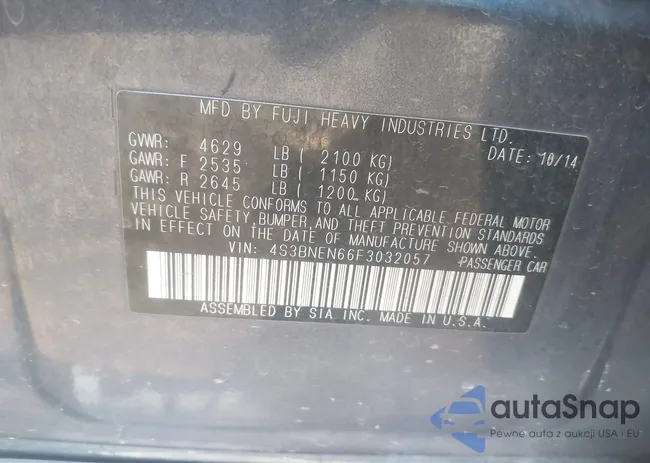 MFD BY FUJI HEAVY INDUSTRIES LTD.
GVWR: 4629 LB ( 2100 KG) DATE: 10/14
GAWR: F 2535 LB ( 1150 KG)
GAWR: R 2645 LB ( 1200 KG)
THIS VEHICLE CONFORMS TO ALL APPLICABLE FEDERAL MOTOR
VEHICLE SAFETY, BUMPER, AND THEFT PREVENTION STANDARDS
IN EFFECT ON THE DATE OF MANUFACTURE SHOWN ABOVE.
VIN: 4S3BNEN66F3032057 PASSENGER CAR
ASSEMBLED BY SIA INC. MADE IN U.S.A.
autaSnap
Pewne auta z aukcji USA i EU